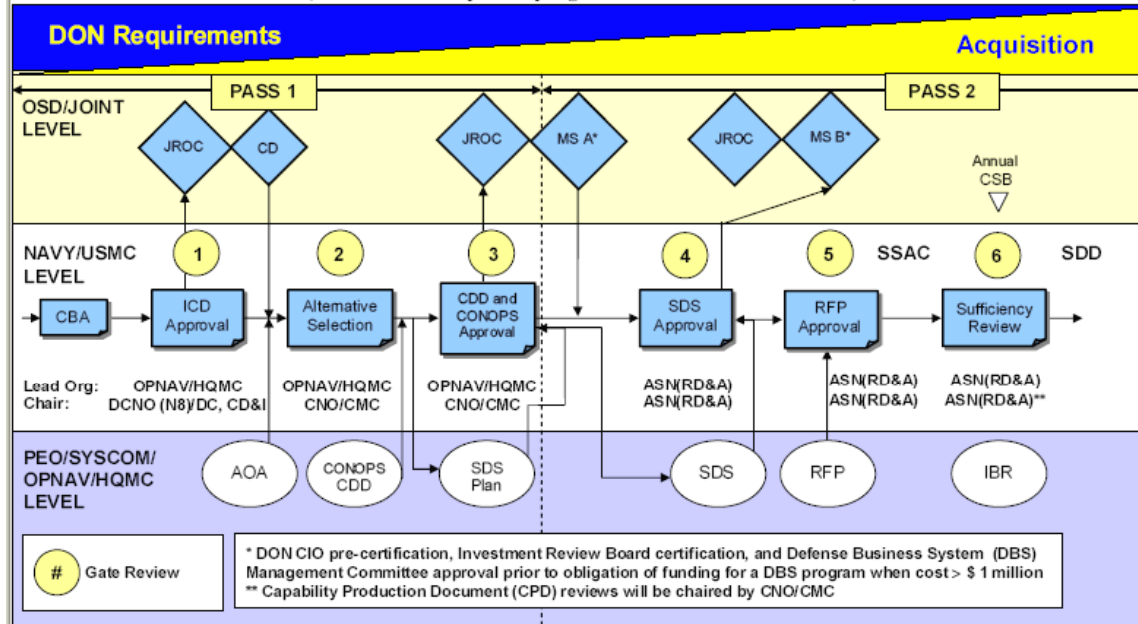 DON Requirements
Acquisition
PASS 1
PASS 2
OSD/JOINT
LEVEL
JROC
CD
JROC
MS A*
JROC
MS B*
Annual
CSB
NAVY/USMC
LEVEL
1
2
3
4
5
SSAC
6
SDD
CBA
ICD
Approval
Alternative
Selection
CDD and
CONOPS
Approval
SDS
Approval
RFP
Approval
Sufficiency
Review
Lead Org:
Chair:
OPNAV/HQMC
DCNO (N8)/DC, CD&I
OPNAV/HQMC
CNO/CMC
OPNAV/HQMC
CNO/CMC
ASN(RD&A)
ASN(RD&A)
ASN(RD&A)
ASN(RD&A)
ASN(RD&A)
ASN(RD&A)**
PEO/SYSCOM/
OPNAV/HQMC
LEVEL
AOA
CONOPS
CDD
SDS
Plan
SDS
RFP
IBR
# Gate Review
* DON CIO pre-certification, Investment Review Board certification, and Defense Business System (DBS)
Management Committee approval prior to obligation of funding for a DBS program when cost > $ 1 million
** Capability Production Document (CPD) reviews will be chaired by CNO/CMC